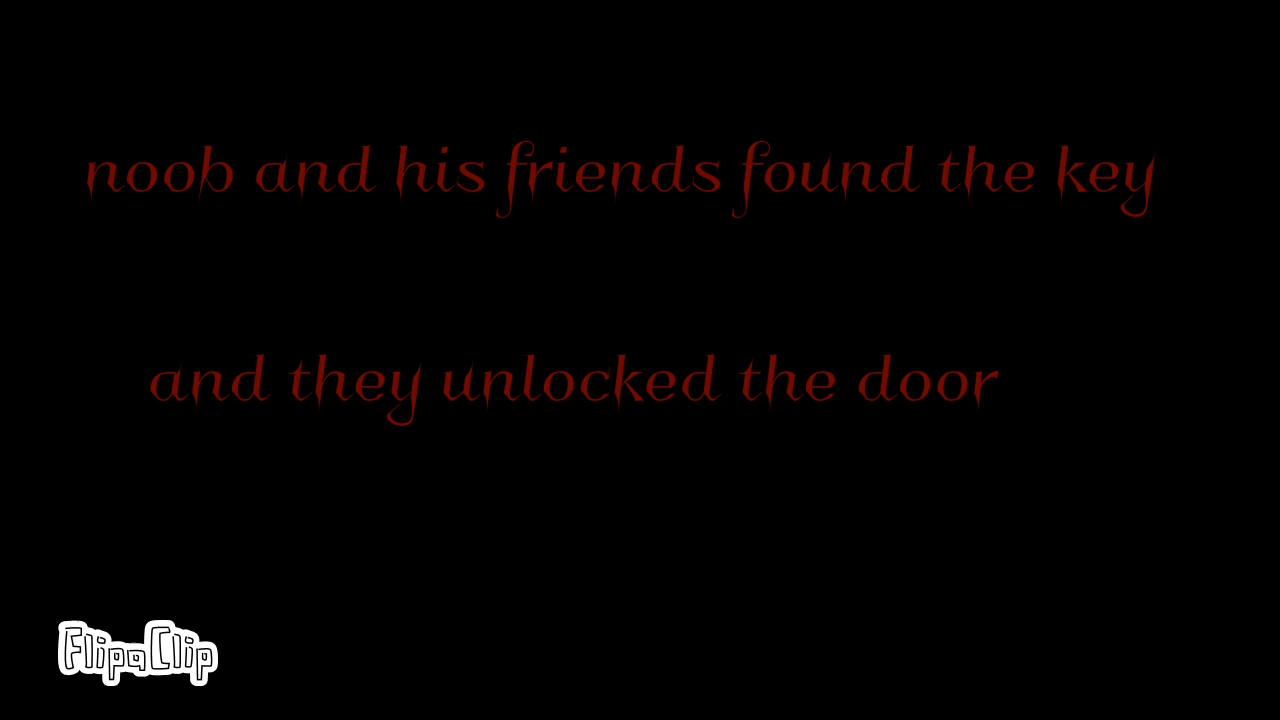 noob and his friends found the key
and they unlocked the door
FlipaClip